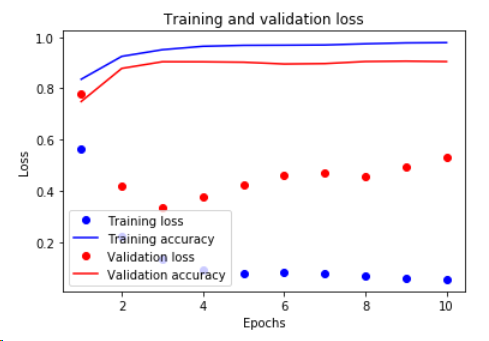 Training and validation loss
1.0
0.8
0.6
0.4
0.2
Loss
Training loss
Training accuracy
Validation loss
Validation accuracy
2
4
6
8
10
Epochs